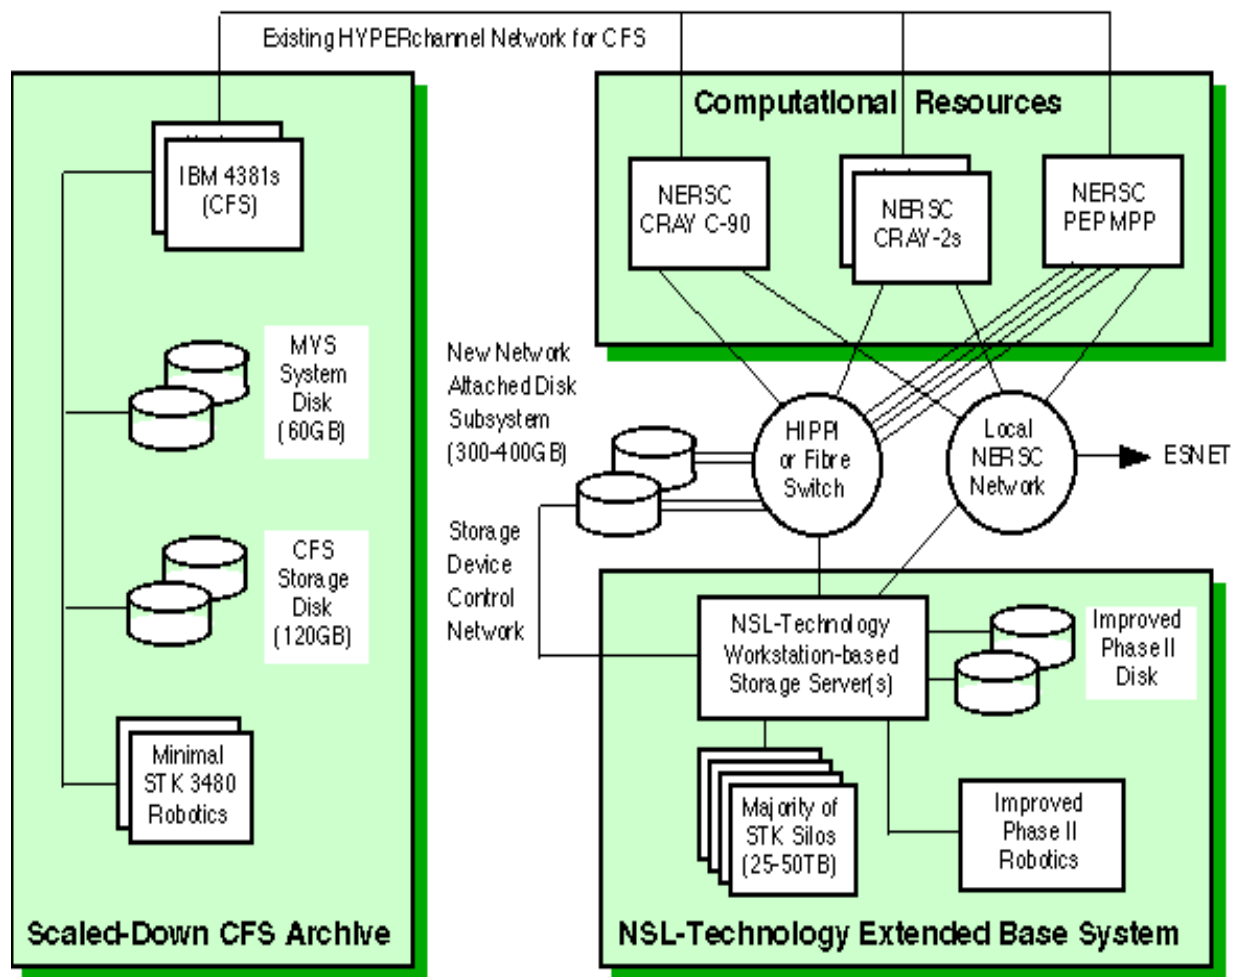 Existing HYPERchannel Network for CFS
Computational Resources
IBM 4381s
(CFS)
NERSC
CRAY C-90
NERSC
CRAY-2s
NERSC
PEPMPP
MVS
System
Disk
(60GB)
New Network
Attached Disk
Subsystem
(300-400GB)
HIPPI
or Fibre
Switch
Local
NERSC
Network
ESNET
CFS
Storage
Disk
(120GB)
Storage
Device
Control
Network
NSL-Technology
Workstation-based
Storage Server(s)
Improved
Phase II
Disk
Minimal
STK 3480
Robotics
Majority of
STK Silos
(25-50TB)
Improved
Phase II
Robotics
Scaled-Down CFS Archive
NSL-Technology Extended Base System